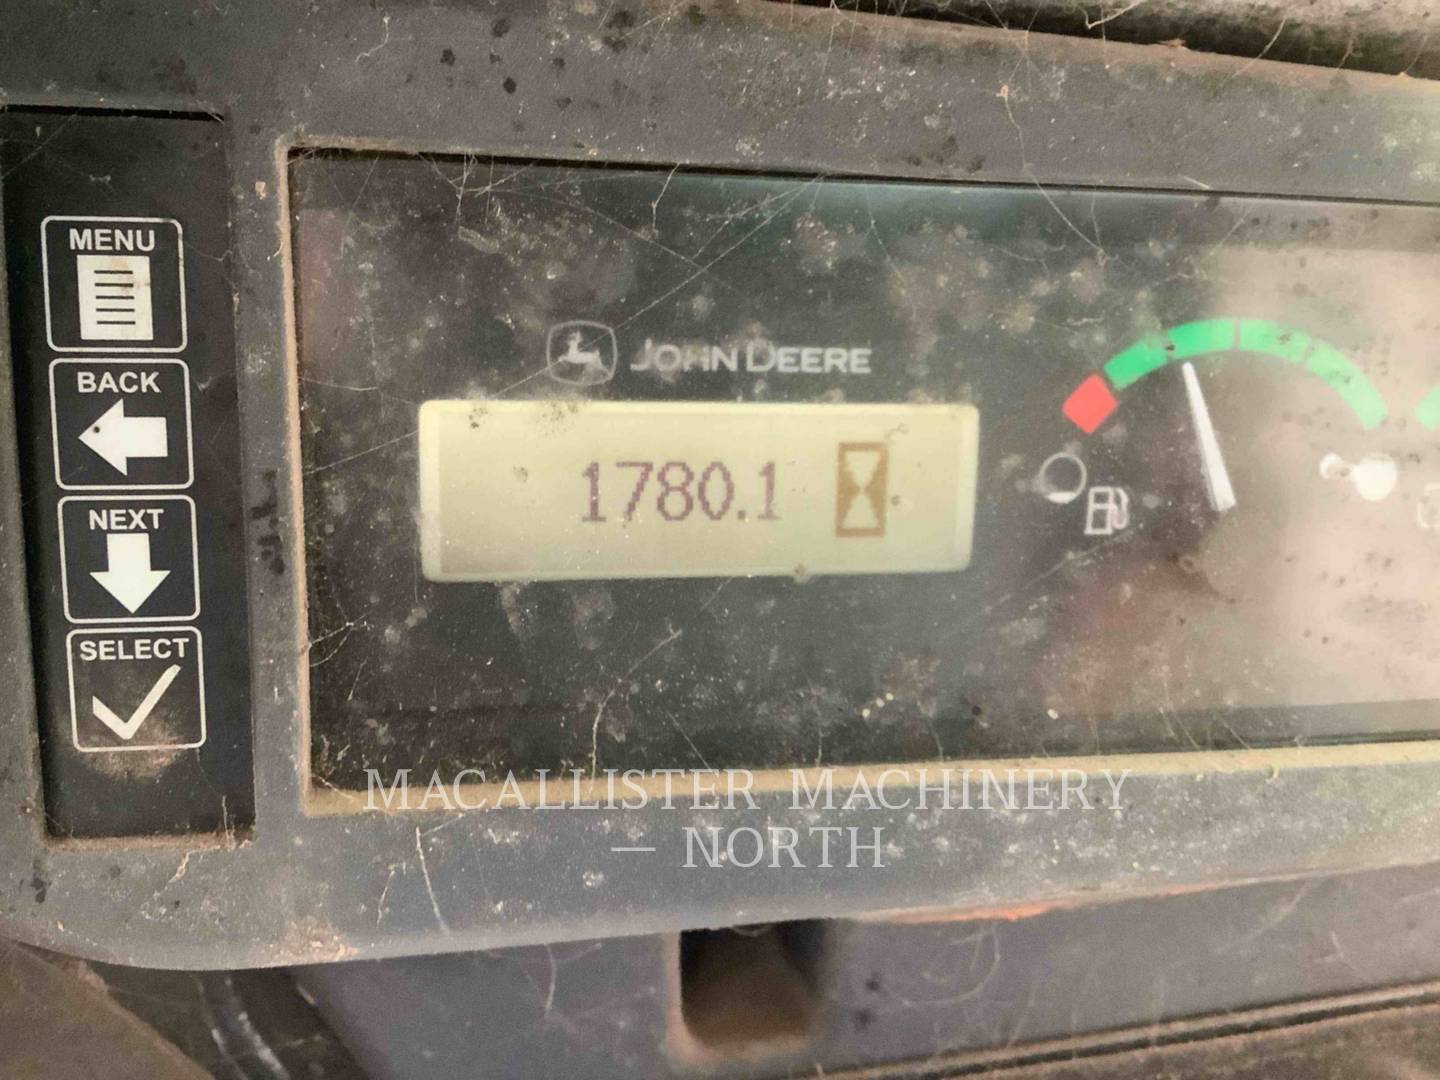 MENU
BACK
NEXT
SELECT
JOHN DEERE
1780.1
MACALLISTER MACHINERY
— NORTH